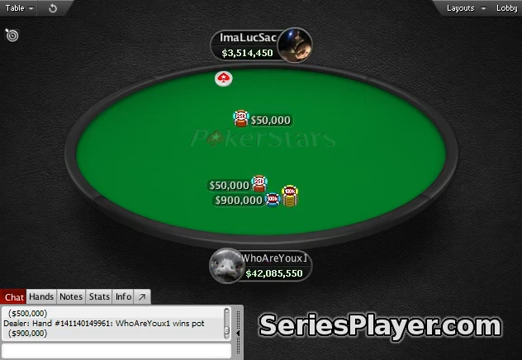 Table
Layouts
Lobby
ImaLucSac
$3,514,450
$50,000
PokerStars
$50,000
$900,000
WhoAreYoux1
$42,085,550
Chat Hands Notes Stats Info
($500,000)
Dealer: Hand #141140149961: WhoAreYoux1 wins pot
($900,000)
SeriesPlayer.com